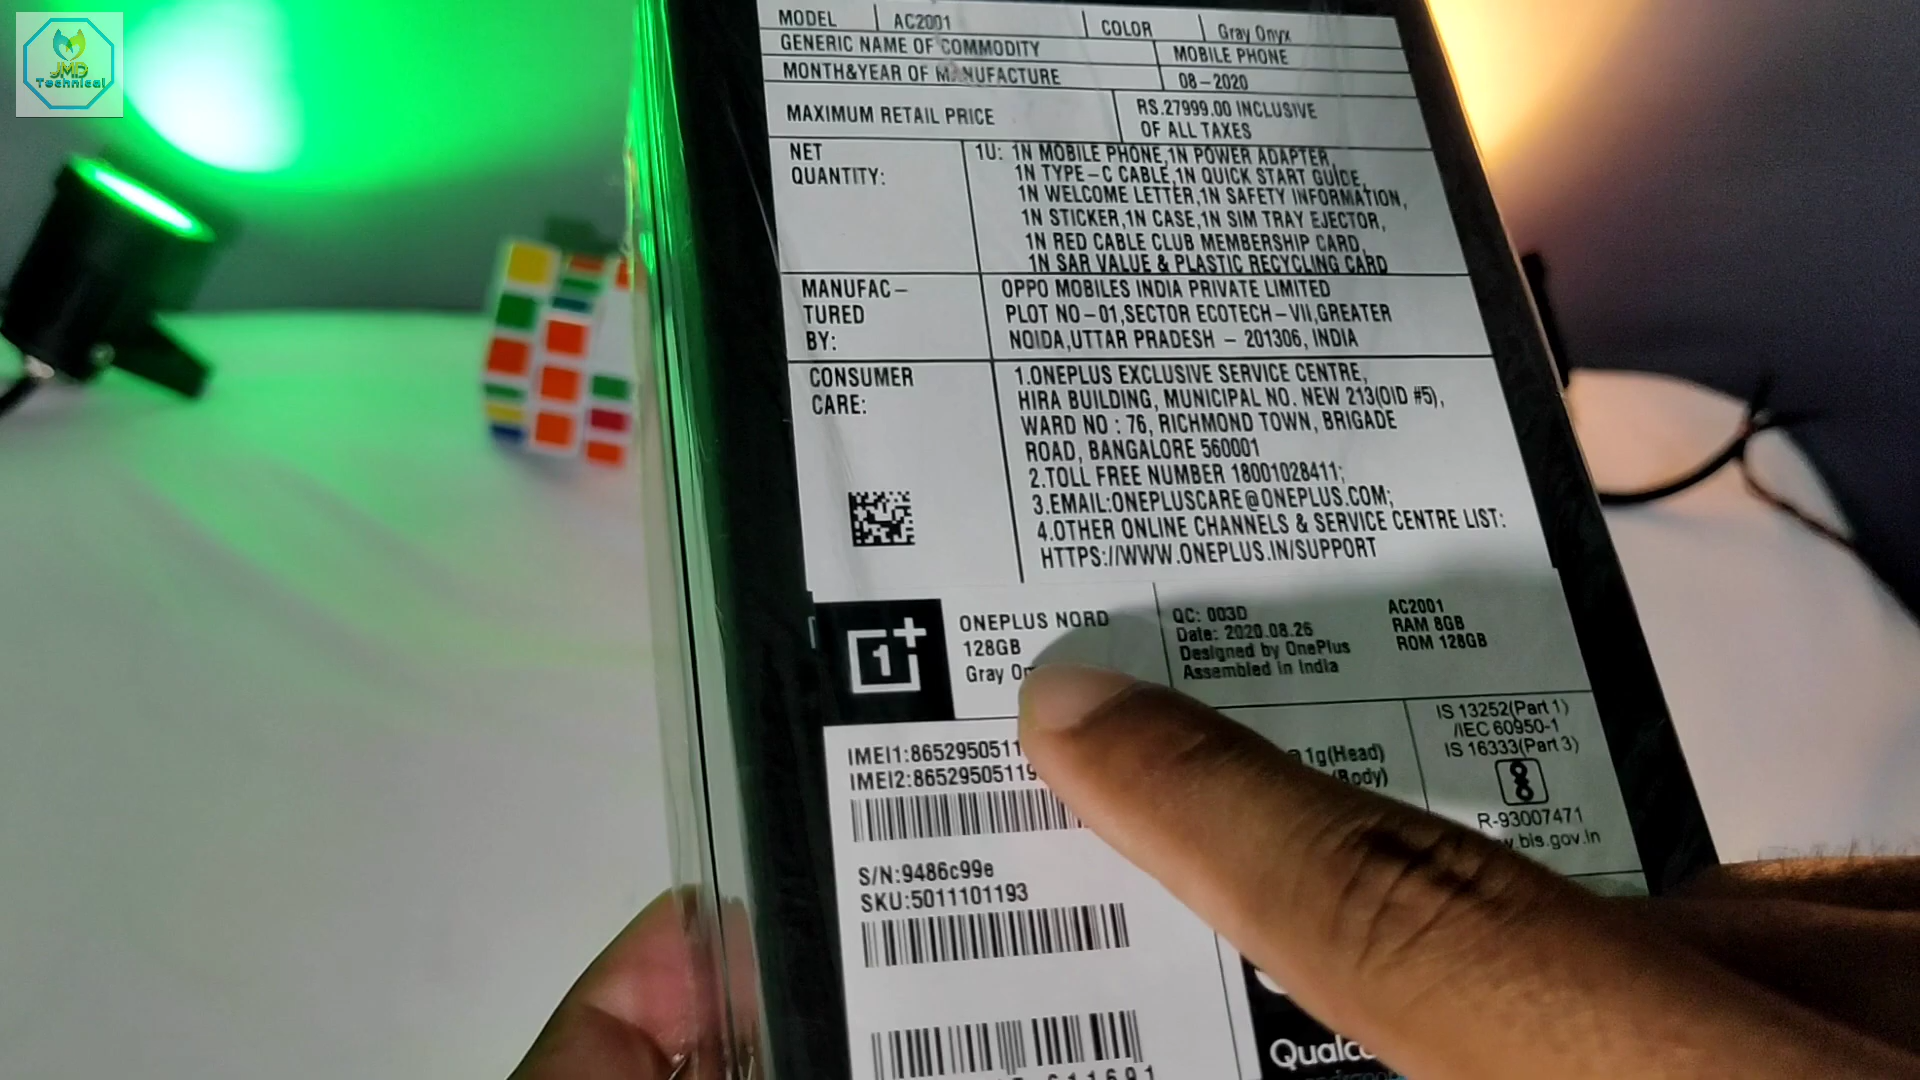 JMD
Technical
MODEL AC2001 COLOR Gray Onyx
GENERIC NAME OF COMMODITY MOBILE PHONE
MONTH&YEAR OF MANUFACTURE 08-2020
MAXIMUM RETAIL PRICE
RS.27999.00 INCLUSIVE
OF ALL TAXES
NET
QUANTITY:
1U: 1N MOBILE PHONE,1N POWER ADAPTER,
1N TYPE-C CABLE,1N QUICK START GUIDE,
1N WELCOME LETTER,1N SAFETY INFORMATION,
1N STICKER,1N CASE,1N SIM TRAY EJECTOR,
1N RED CABLE CLUB MEMBERSHIP CARD,
1N SAR VALUE & PLASTIC RECYCLING CARD
MANUFAC-
TURED
BY:
OPPO MOBILES INDIA PRIVATE LIMITED
PLOT NO-01,SECTOR ECOTECH-VII,GREATER
NOIDA,UTTAR PRADESH - 201306, INDIA
CONSUMER
CARE:
1.ONEPLUS EXCLUSIVE SERVICE CENTRE,
HIRA BUILDING, MUNICIPAL NO. NEW 213(OID #5),
WARD NO : 76, RICHMOND TOWN, BRIGADE
ROAD, BANGALORE 560001
2.TOLL FREE NUMBER 18001028411;
3.EMAIL:ONEPLUSCARE@ONEPLUS.COM;
4.OTHER ONLINE CHANNELS & SERVICE CENTRE LIST:
HTTPS://WWW.ONEPLUS.IN/SUPPORT
1+
ONEPLUS NORD
128GB
Gray
QC: 003D
Date: 2020.08.26
Designed by OnePlus
Assembled in India
AC2001
RAM 8GB
ROM 128GB
IMEI1:8652950511
IMEI2:86529505119
1g(Head)
(Body)
IS 13252(Part 1)
/IEC 60950-1
IS 16333(Part 3)
R-93007471
.bis.gov.in
S/N:9486c99e
SKU:5011101193
611691
Qualc